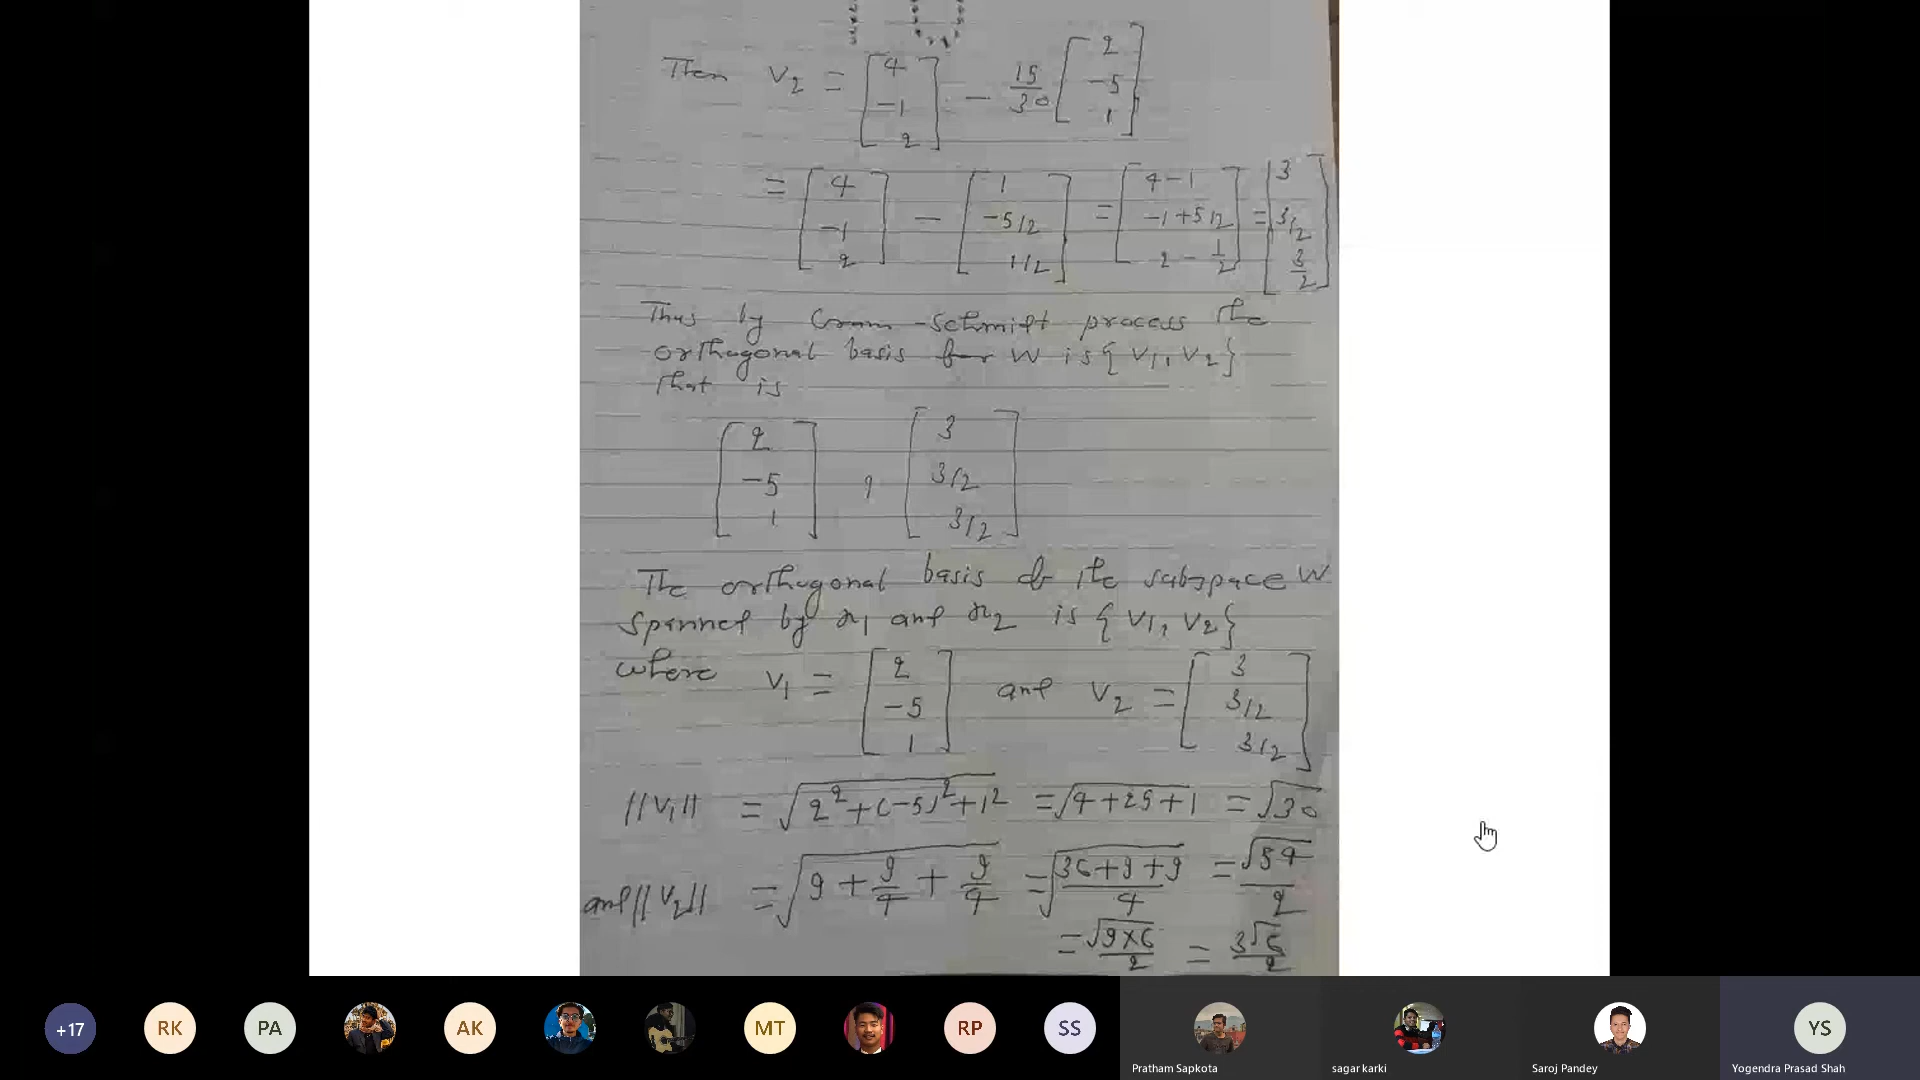 Then V₂ = [4 -1 2] - 15/30 [2 -5 1]
= [4 -1 2] - [1 -5/2 1/2] = [4-1 -1+5/2 2-1/2] = [3 3/2 3/2]
Thus by Gram-Schmidt process the
orthogonal basis for W is {V₁, V₂}
that is
[2 -5 1] , [3 3/2 3/2]
The orthogonal basis of the subspace W
spanned by x₁ and x₂ is {V₁, V₂}
where V₁ = [2 -5 1] and V₂ = [3 3/2 3/2]
||V₁|| = √(2²+(-5)²+1²) = √(4+25+1) = √30
and ||V₂|| = √(9+9/4+9/4) = √((36+9+9)/4) = √54/2
= √(9×6)/2 = 3√6/2
+17
RK
PA
AK
MT
RP
SS
YS
Pratham Sapkota
sagar karki
Saroj Pandey
Yogendra Prasad Shah